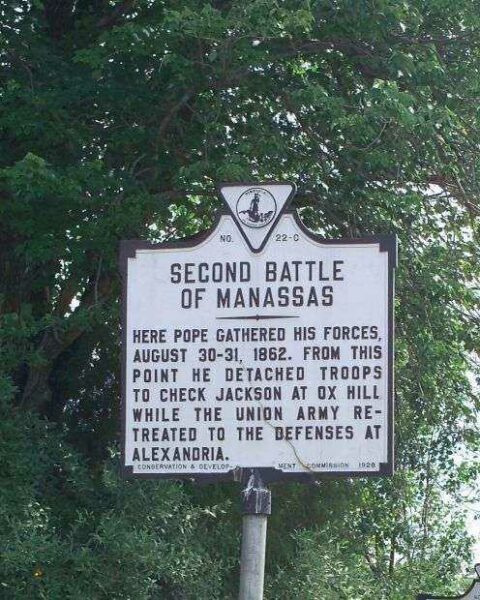 NO. 22-C
SECOND BATTLE
OF MANASSAS
HERE POPE GATHERED HIS FORCES,
AUGUST 30-31, 1862. FROM THIS
POINT HE DETACHED TROOPS
TO CHECK JACKSON AT OX HILL
WHILE THE UNION ARMY RE-
TREATED TO THE DEFENSES AT
ALEXANDRIA.
CONSERVATION & DEVELOP- MENT COMMISSION 1928